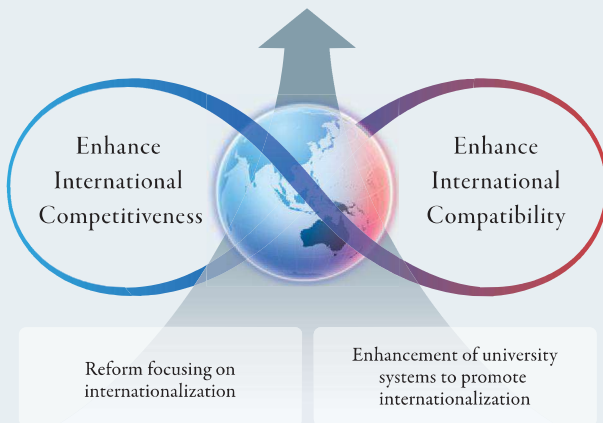 Enhance
International
Competitiveness
Enhance
International
Compatibility
Reform focusing on
internationalization
Enhancement of university
systems to promote
internationalization